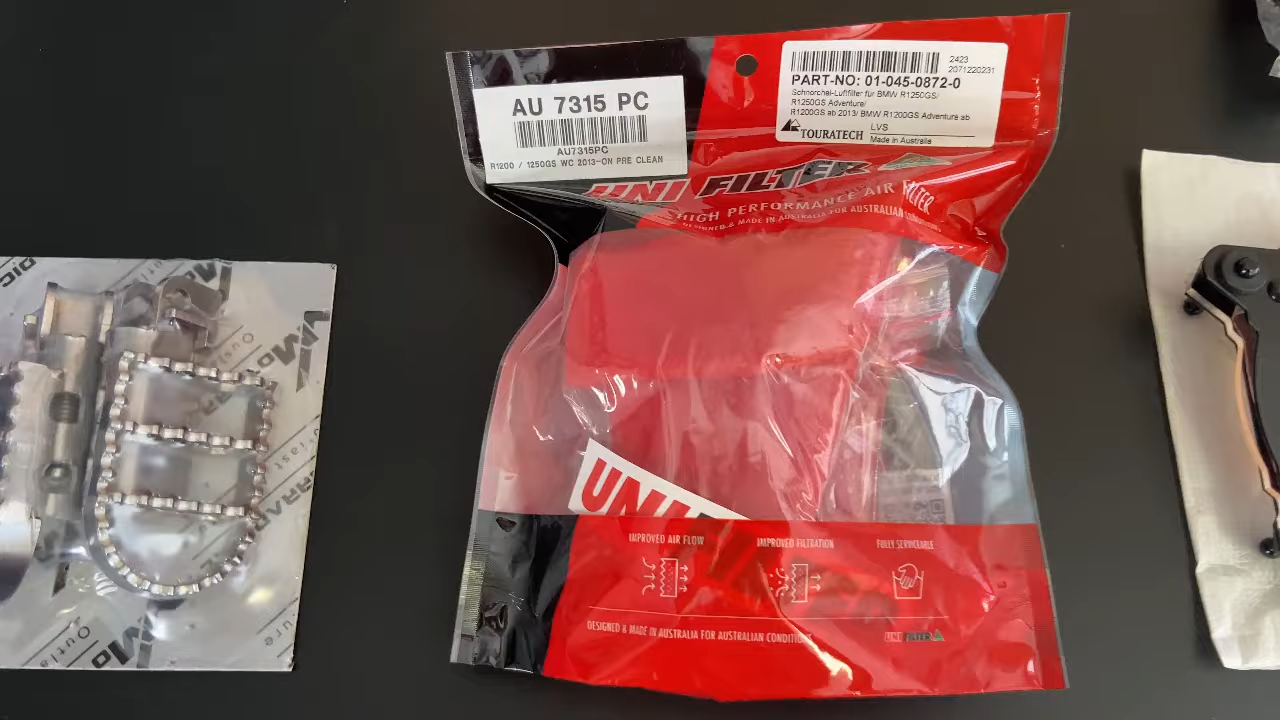 AU 7315 PC
AU7315PC
R1200 / 1250GS WC 2013-ON PRE CLEAN
2423
2071220231
PART-NO: 01-045-0872-0
Schnorchel-Luftfilter für BMW R1250GS/
R1250GS Adventure/
R1200GS ab 2013/ BMW R1200GS Adventure ab
TOURATECH
LVS
Made in Australia
UNI FILTER
HIGH PERFORMANCE AIR FILTER
DESIGNED & MADE IN AUSTRALIA FOR AUSTRALIAN
UNI
IMPROVED AIR FLOW
IMPROVED FILTRATION
FULLY SERVICEABLE
DESIGNED & MADE IN AUSTRALIA FOR AUSTRALIAN CONDITIONS
UNI FILTER